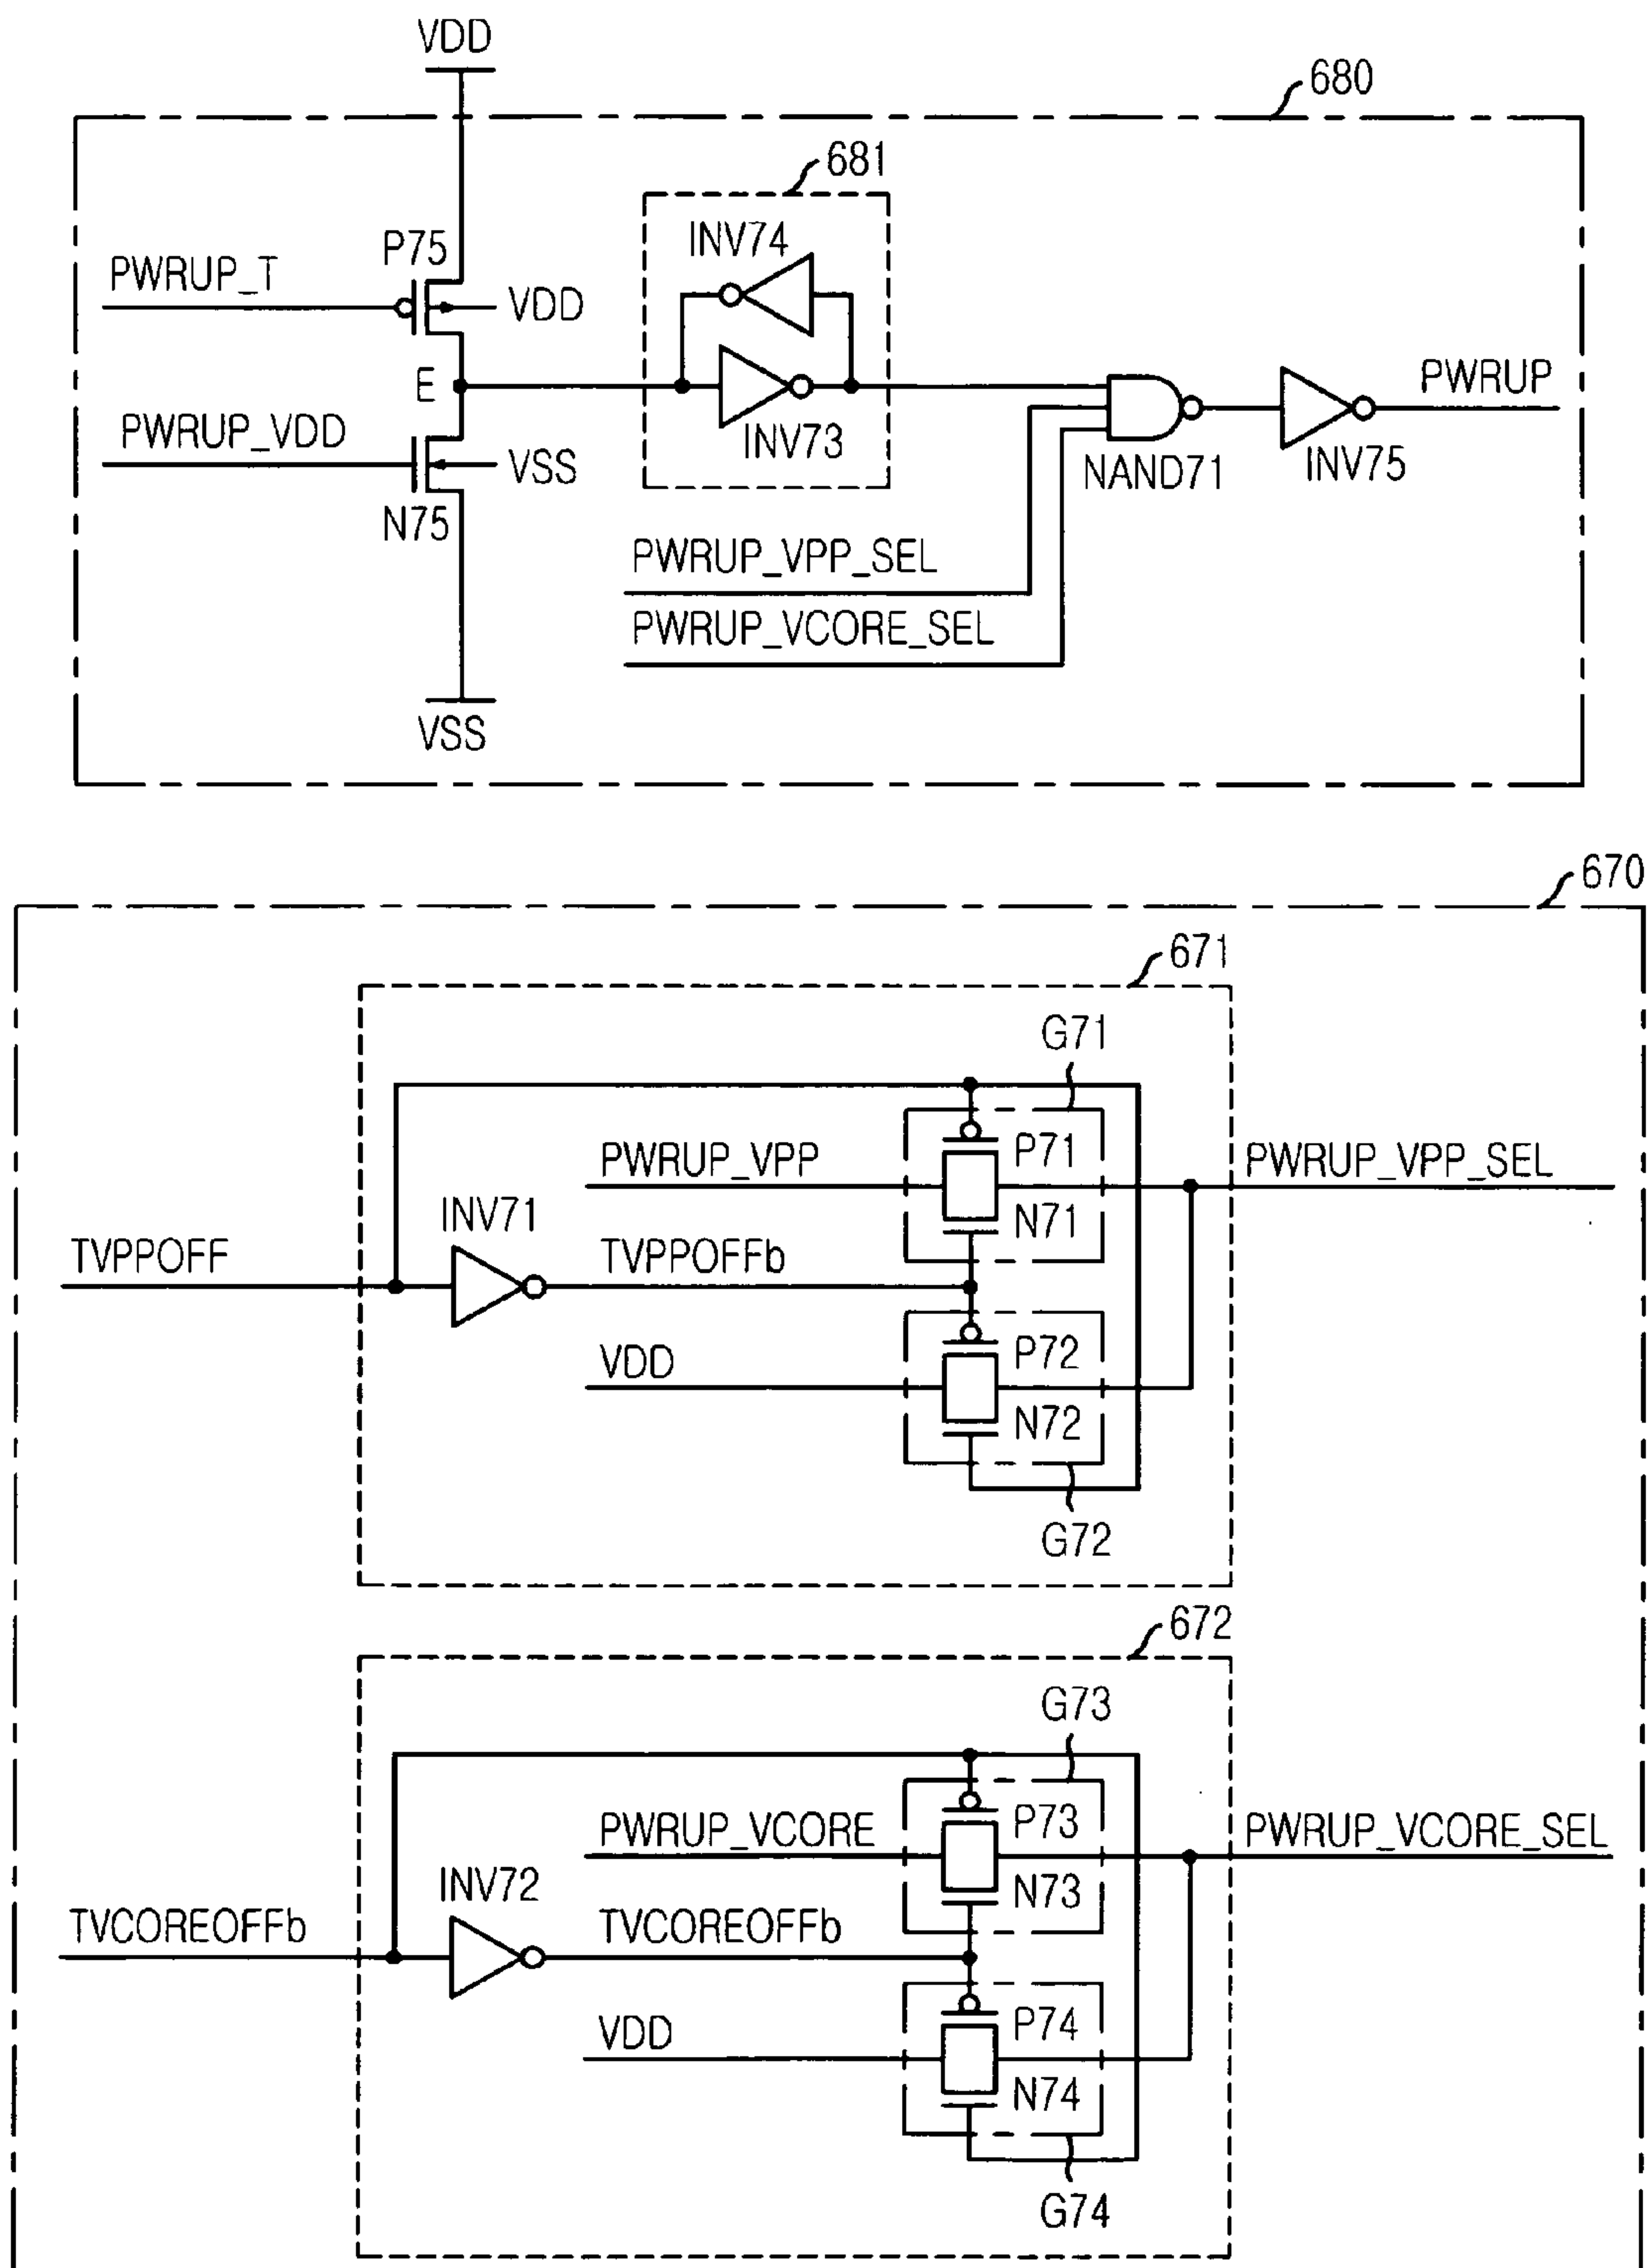 VDD
680
681
P75
INV74
PWRUP_T
VDD
E
PWRUP
PWRUP_VDD
INV73
VSS
NAND71
INV75
N75
PWRUP_VPP_SEL
PWRUP_VCORE_SEL
VSS
670
671
G71
PWRUP_VPP
P71
PWRUP_VPP_SEL
INV71
N71
TVPPOFF
TVPPOFFb
VDD
P72
N72
G72
672
G73
PWRUP_VCORE
P73
PWRUP_VCORE_SEL
INV72
N73
TVCOREOFFb
TVCOREOFFb
VDD
P74
N74
G74